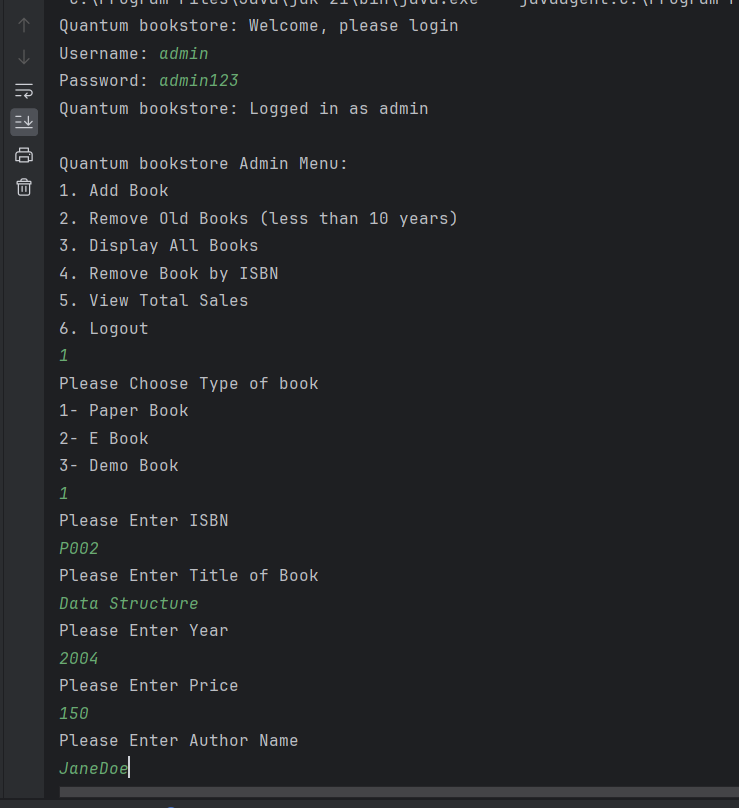 Quantum bookstore: Welcome, please login
Username: admin
Password: admin123
Quantum bookstore: Logged in as admin
Quantum bookstore Admin Menu:
1. Add Book
2. Remove Old Books (less than 10 years)
3. Display All Books
4. Remove Book by ISBN
5. View Total Sales
6. Logout
1
Please Choose Type of book
1- Paper Book
2- E Book
3- Demo Book
1
Please Enter ISBN
P002
Please Enter Title of Book
Data Structure
Please Enter Year
2004
Please Enter Price
150
Please Enter Author Name
JaneDoe